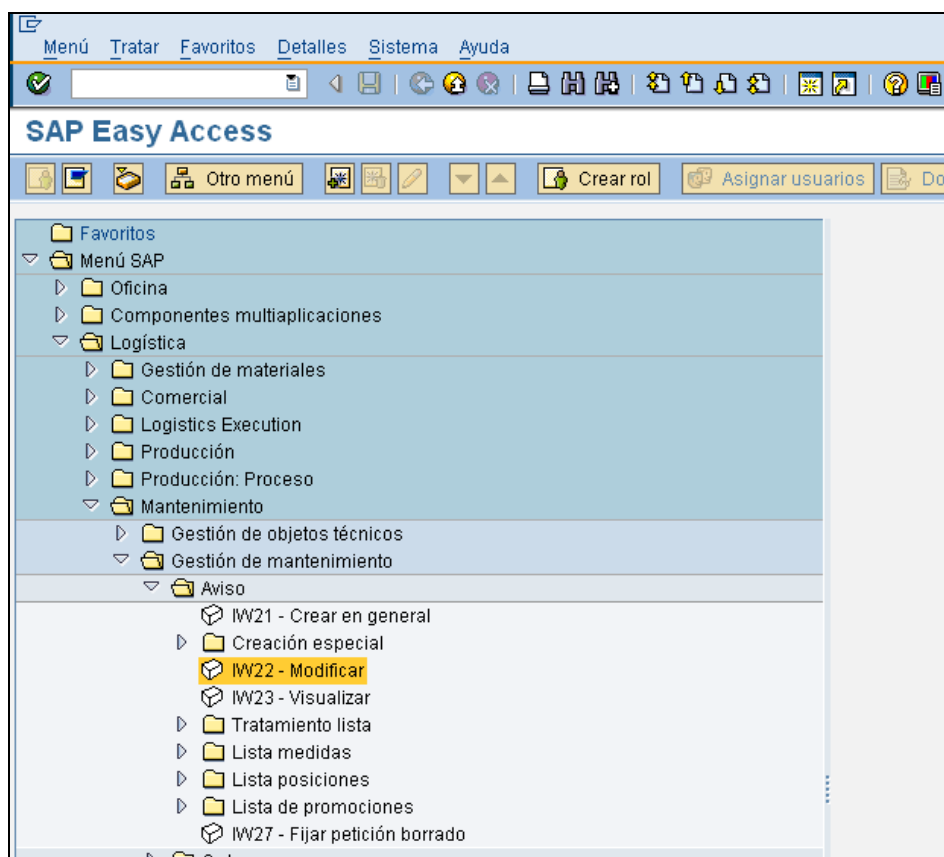 Menú Tratar Favoritos Detalles Sistema Ayuda
SAP Easy Access
Otro menú Crear rol Asignar usuarios Do
Favoritos
Menú SAP
Oficina
Componentes multiaplicaciones
Logística
Gestión de materiales
Comercial
Logistics Execution
Producción
Producción: Proceso
Mantenimiento
Gestión de objetos técnicos
Gestión de mantenimiento
Aviso
IW21 - Crear en general
Creación especial
IW22 - Modificar
IW23 - Visualizar
Tratamiento lista
Lista medidas
Lista posiciones
Lista de promociones
IW27 - Fijar petición borrado